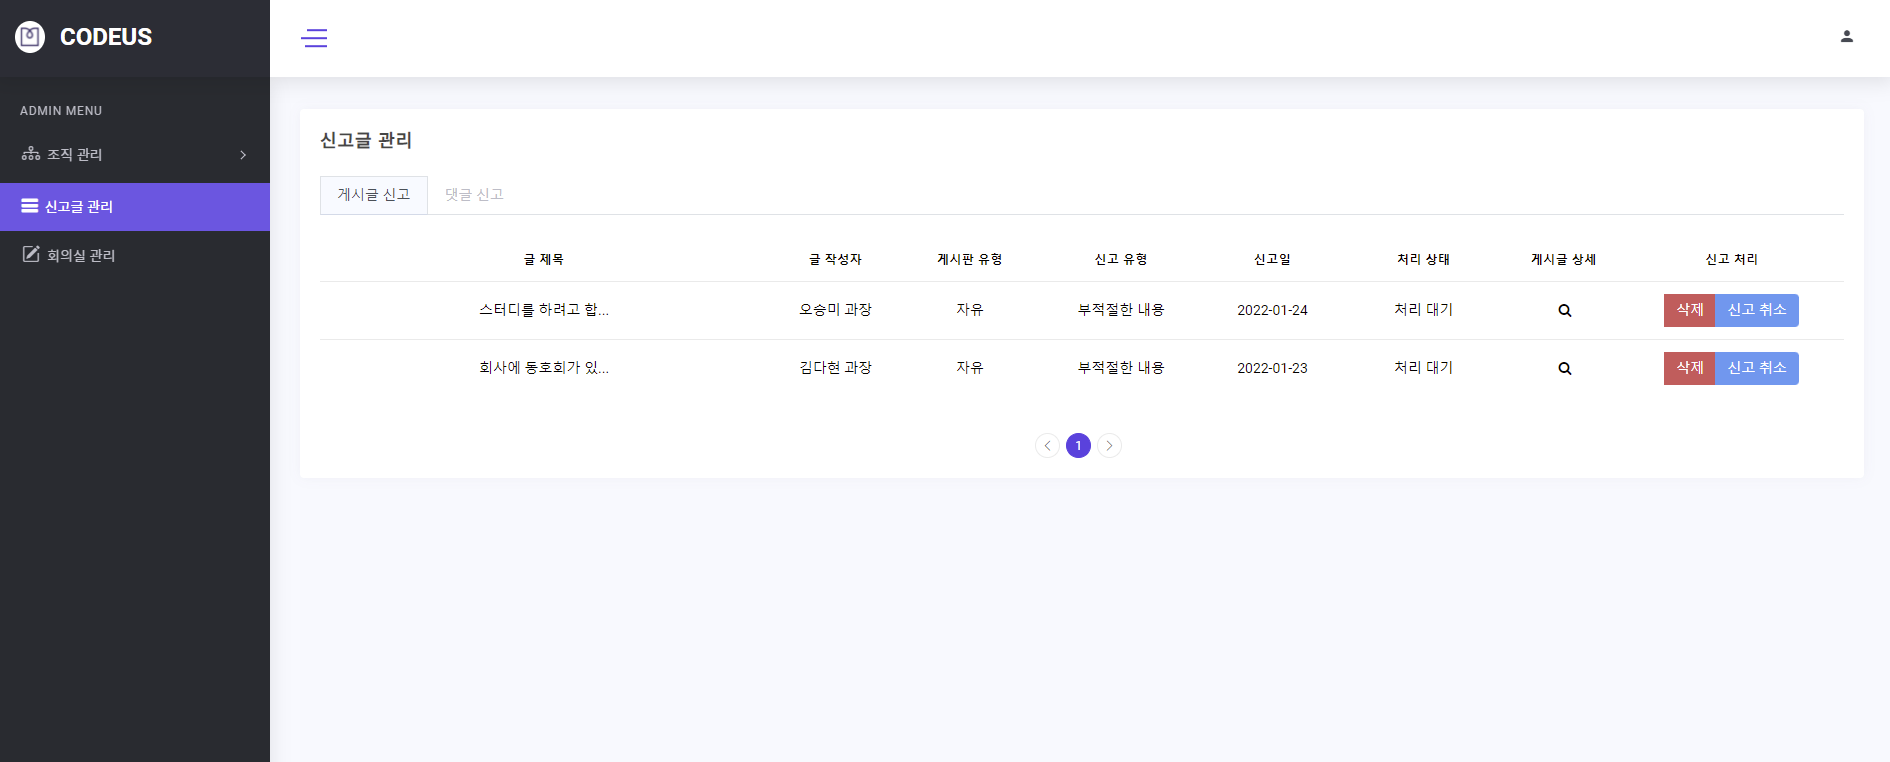 CODEUS
ADMIN MENU
조직 관리
신고글 관리
회의실 관리
신고글 관리
게시글 신고 댓글 신고
글 제목 글 작성자 게시판 유형 신고 유형 신고일 처리 상태 게시글 상세 신고 처리
스터디를 하려고 합... 오승미 과장 자유 부적절한 내용 2022-01-24 처리 대기 삭제 신고 취소
회사에 동호회가 있... 김다현 과장 자유 부적절한 내용 2022-01-23 처리 대기 삭제 신고 취소
1